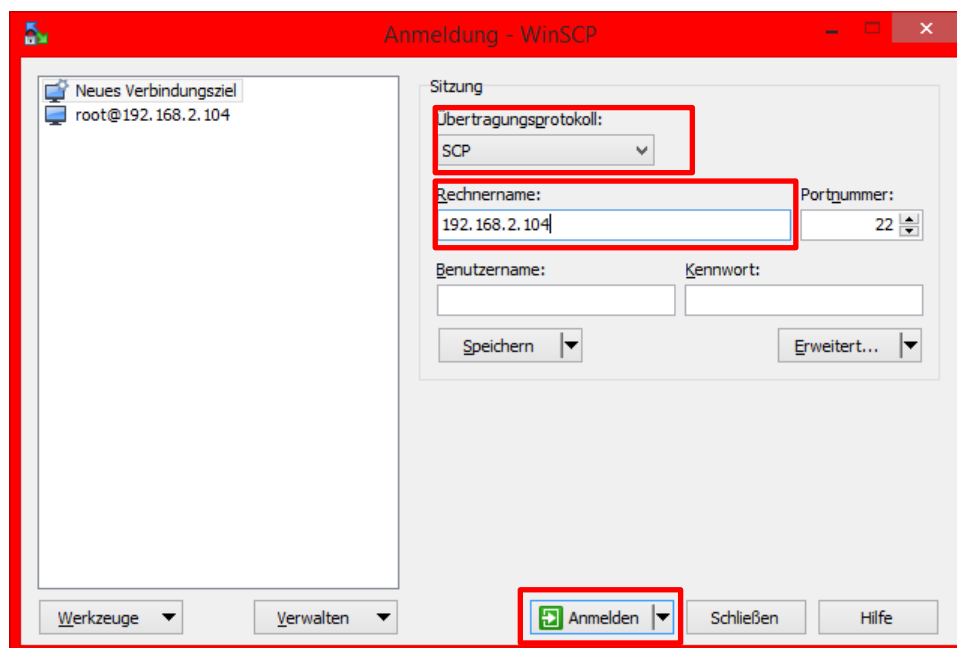 Anmeldung - WinSCP
Neues Verbindungsziel
root@192.168.2.104
Sitzung
Übertragungsprotokoll:
SCP
Rechnername:
Portnummer:
192.168.2.104
22
Benutzername:
Kennwort:
Speichern
Erweitert...
Werkzeuge
Verwalten
Anmelden
Schließen
Hilfe